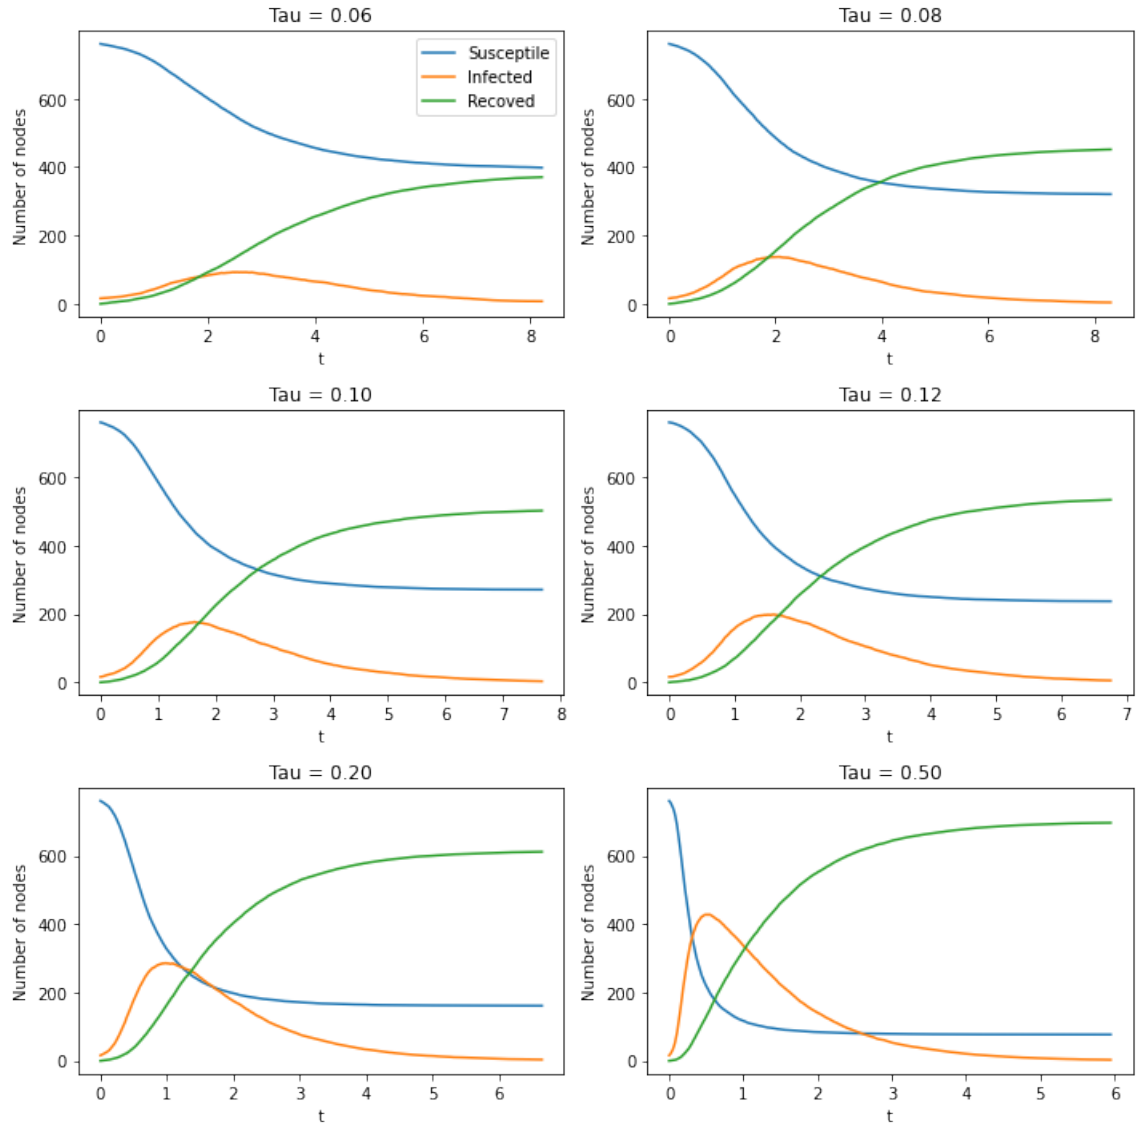 Tau = 0.06
Number of nodes
600
400
200
0
Susceptile
Infected
Recoved
0 2 4 6 8
t
Tau = 0.08
Number of nodes
600
400
200
0
0 2 4 6 8
t
Tau = 0.10
Number of nodes
600
400
200
0
0 1 2 3 4 5 6 7 8
t
Tau = 0.12
Number of nodes
600
400
200
0
0 1 2 3 4 5 6 7
t
Tau = 0.20
Number of nodes
600
400
200
0
0 1 2 3 4 5 6
t
Tau = 0.50
Number of nodes
600
400
200
0
0 1 2 3 4 5 6
t